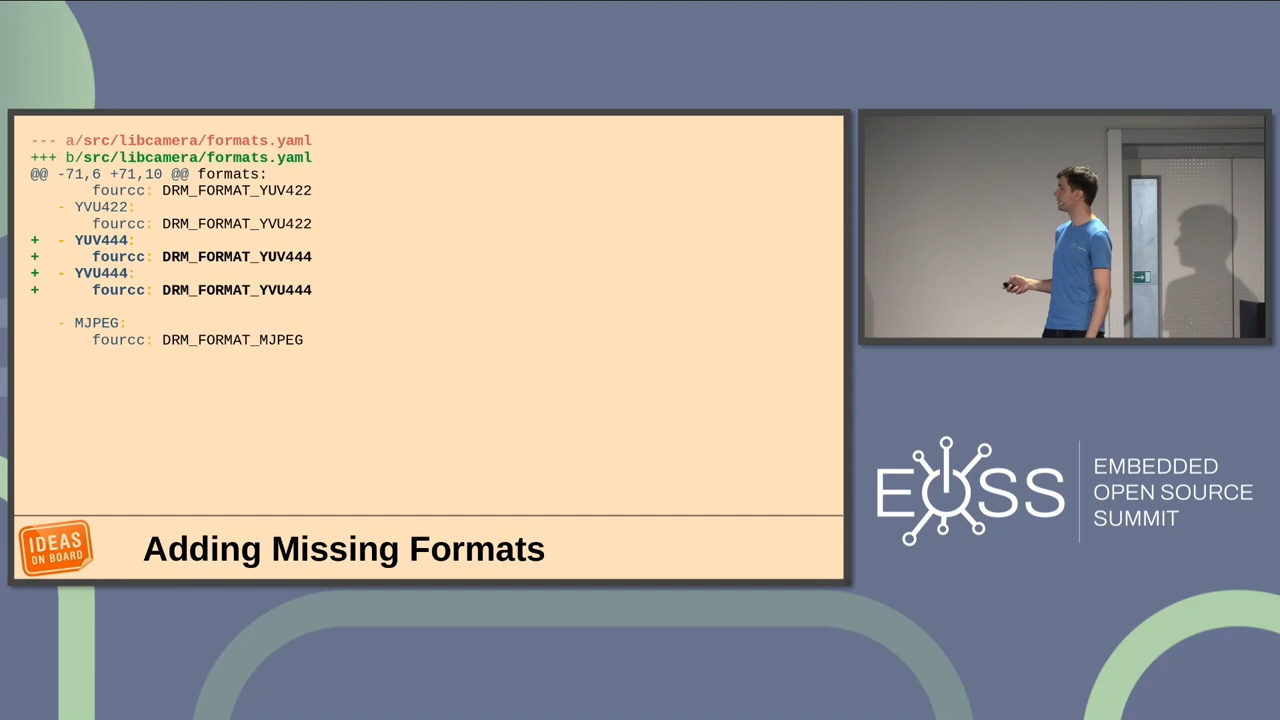 --- a/src/libcamera/formats.yaml
+++ b/src/libcamera/formats.yaml
@@ -71,6 +71,10 @@ formats:
       fourcc: DRM_FORMAT_YUV422
   - YVU422:
       fourcc: DRM_FORMAT_YVU422
+  - YUV444:
+      fourcc: DRM_FORMAT_YUV444
+  - YVU444:
+      fourcc: DRM_FORMAT_YVU444
   - MJPEG:
       fourcc: DRM_FORMAT_MJPEG
IDEAS
ON BOARD
Adding Missing Formats
EOSS
EMBEDDED
OPEN SOURCE
SUMMIT